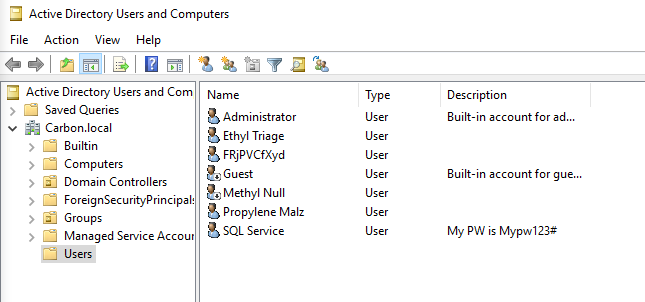 Active Directory Users and Computers
File Action View Help
Active Directory Users and Com
Saved Queries
Carbon.local
Builtin
Computers
Domain Controllers
ForeignSecurityPrincipals
Groups
Managed Service Accour
Users
Name Type Description
Administrator User Built-in account for ad...
Ethyl Triage User
FRjPVCfXyd User
Guest User Built-in account for gue...
Methyl Null User
Propylene Malz User
SQL Service User My PW is Mypw123#